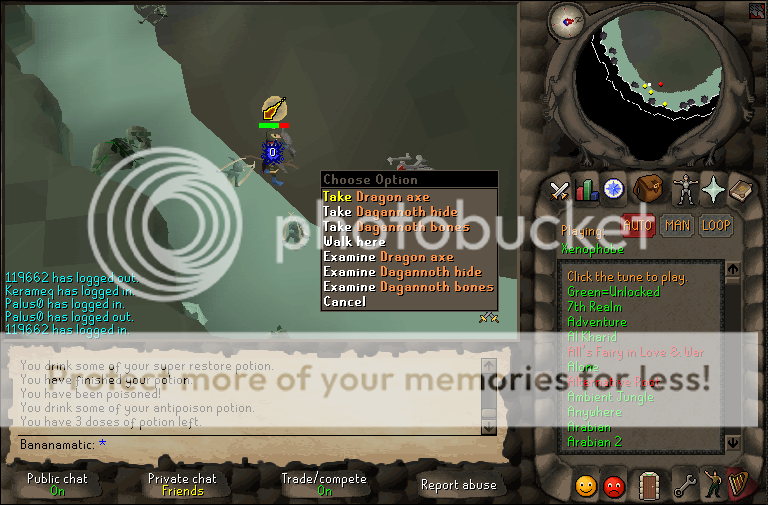 0
Choose Option
Take Dragon axe
Take Dagannoth hide
Take Dagannoth bones
Walk here
Examine Dragon axe
Examine Dagannoth hide
Examine Dagannoth bones
Cancel
119662 has logged out.
Kerameq has logged in.
Palus0 has logged in.
Palus0 has logged out.
119662 has logged in.
You drink some of your super restore potion.
You have finished your potion.
You have been poisoned!
You drink some of your antipoison potion.
You have 3 doses of potion left.
Bananamatic: *
Public chat
On
Private chat
Friends
Trade/compete
On
Report abuse
Playing:
AUTO
MAN
LOOP
Xenophobe
Click the tune to play.
Green=Unlocked
7th Realm
Adventure
Al Kharid
All's Fairy in Love & War
Alone
Alternative Root
Ambient Jungle
Anywhere
Arabian
Arabian 2
photobucket
Protect more of your memories for less!